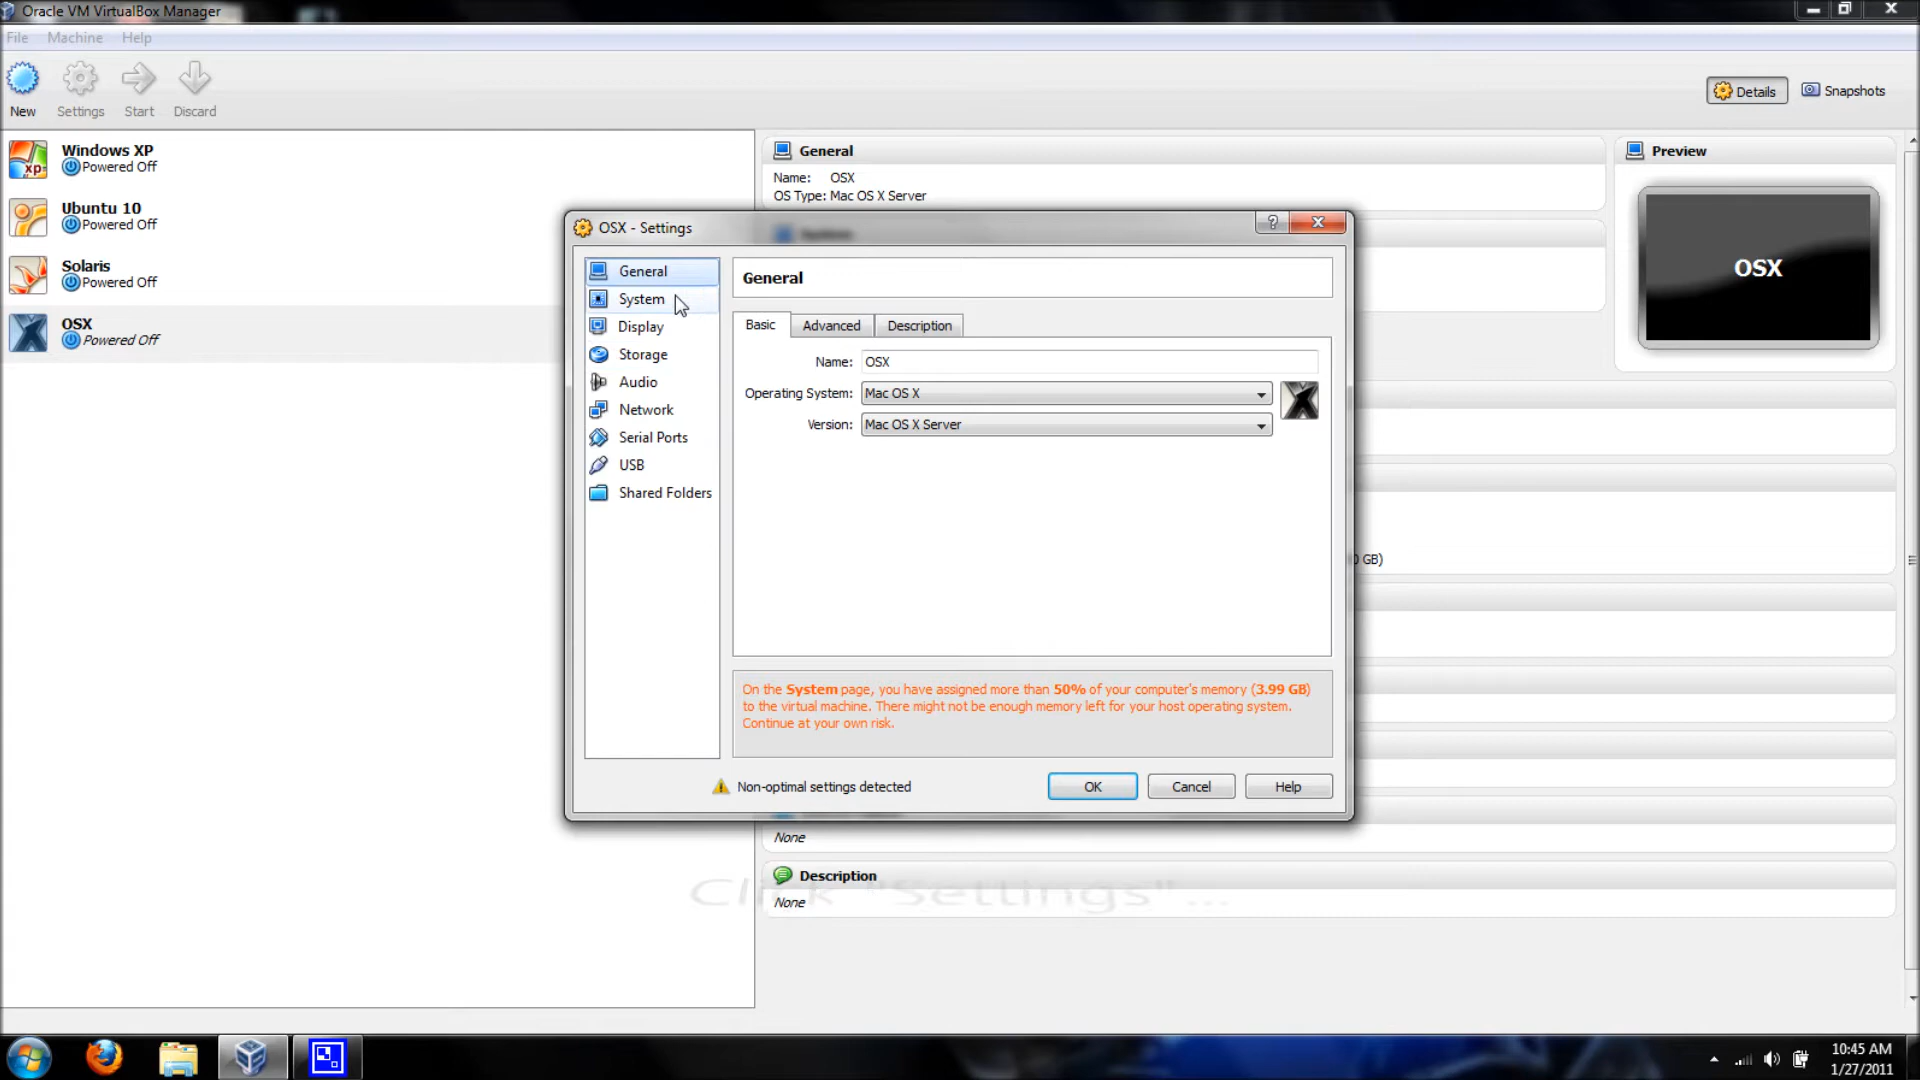 Oracle VM VirtualBox Manager
File Machine Help
New Settings Start Discard
Details Snapshots
Windows XP
Powered Off
Ubuntu 10
Powered Off
Solaris
Powered Off
OSX
Powered Off
General
Name: OSX
OS Type: Mac OS X Server
Preview
OSX
OSX - Settings
General
System
Display
Storage
Audio
Network
Serial Ports
USB
Shared Folders
General
Basic Advanced Description
Name: OSX
Operating System: Mac OS X
Version: Mac OS X Server
On the System page, you have assigned more than 50% of your computer's memory (3.99 GB)
to the virtual machine. There might not be enough memory left for your host operating system.
Continue at your own risk.
Non-optimal settings detected
OK Cancel Help
GB)
None
Description
None
Click "Settings"...
10:45 AM
1/27/2011